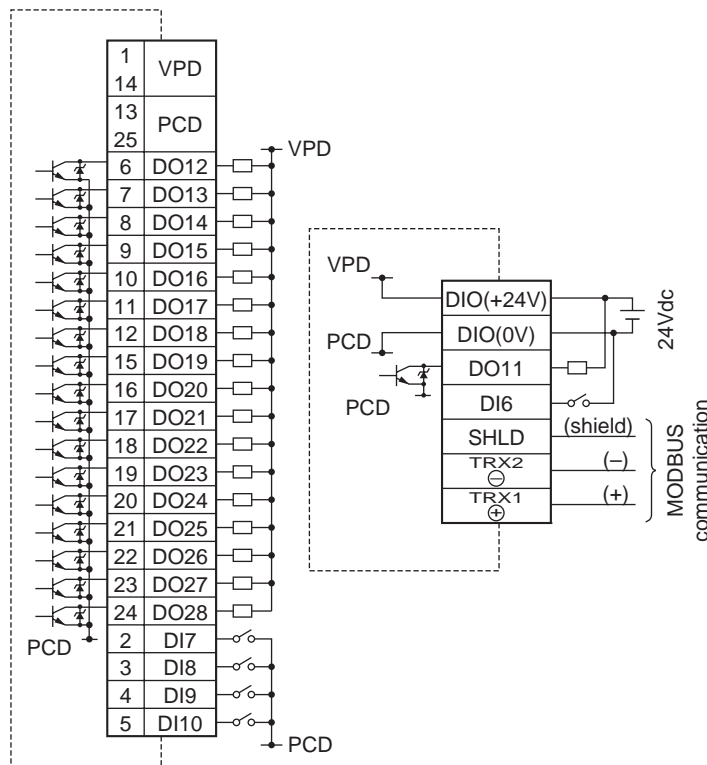 1
14 VPD
13
25 PCD
VPD
6 DO12
7 DO13
8 DO14
9 DO15
10 DO16
11 DO17
12 DO18
15 DO19
16 DO20
17 DO21
18 DO22
19 DO23
20 DO24
21 DO25
22 DO26
23 DO27
24 DO28
PCD
2 DI7
3 DI8
4 DI9
5 DI10
PCD
VPD
DIO(+24V)
PCD
DIO(0V)
24Vdc
DO11
PCD
DI6
SHLD (shield)
TRX2 (−)
⊖
TRX1 (+)
⊕
MODBUS
communication